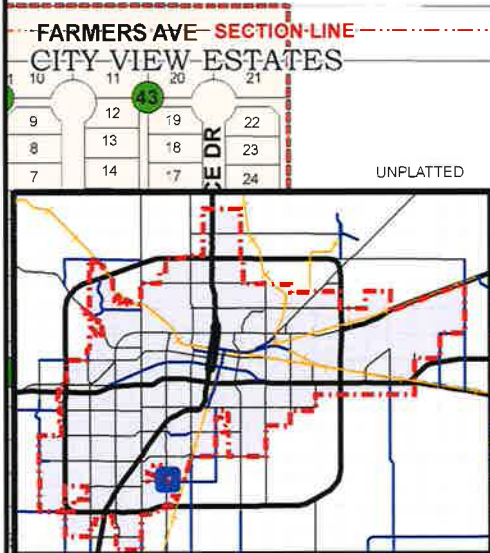 FARMERS AVE SECTION-LINE
CITY VIEW ESTATES
10 11 20 21
43
9 12 19 22
8 13 18 23
7 14 17 24
CE DR
UNPLATTED